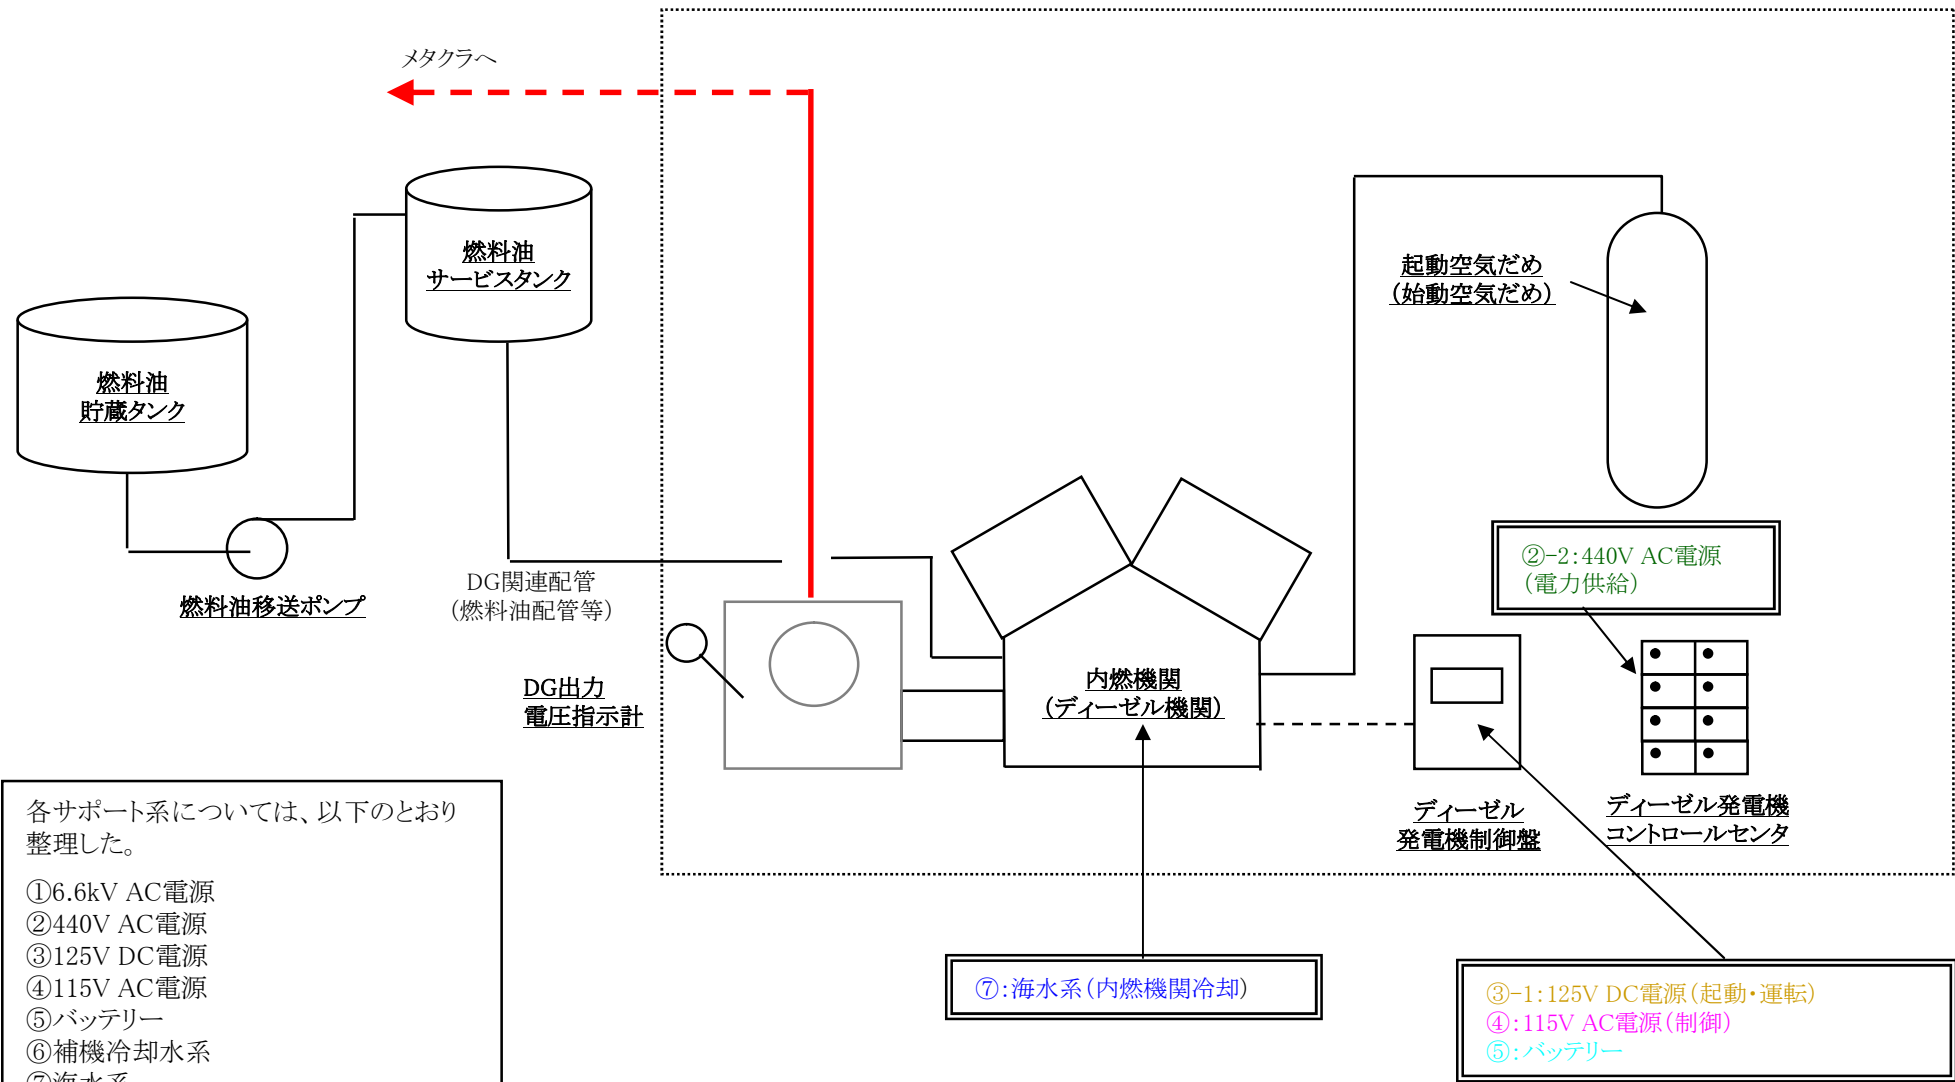 メタクラへ
燃料油
サービスタンク
起動空気だめ
(始動空気だめ)
燃料油
貯蔵タンク
②-2:440V AC電源
(電力供給)
DG関連配管
(燃料油配管等)
燃料油移送ポンプ
DG出力
電圧指示計
内燃機関
(ディーゼル機関)
ディーゼル
発電機制御盤
ディーゼル発電機
コントロールセンタ
各サポート系については、以下のとおり
整理した。
①6.6kV AC電源
②440V AC電源
③125V DC電源
④115V AC電源
⑤バッテリー
⑥補機冷却水系
⑦海水系
⑦:海水系(内燃機関冷却)
③-1:125V DC電源(起動・運転)
④:115V AC電源(制御)
⑤:バッテリー